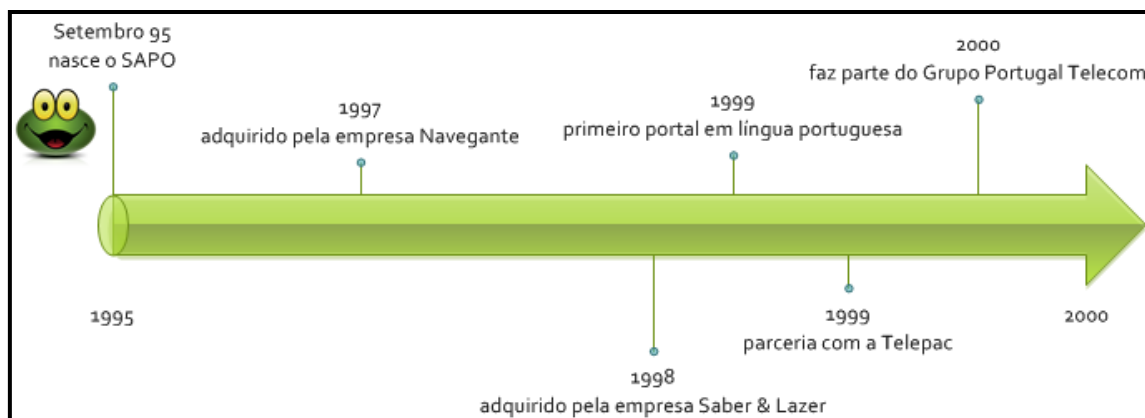 Setembro 95
nasce o SAPO
1997
adquirido pela empresa Navegante
1999
primeiro portal em língua portuguesa
2000
faz parte do Grupo Portugal Telecom
1995
1998
adquirido pela empresa Saber & Lazer
1999
parceria com a Telepac
2000